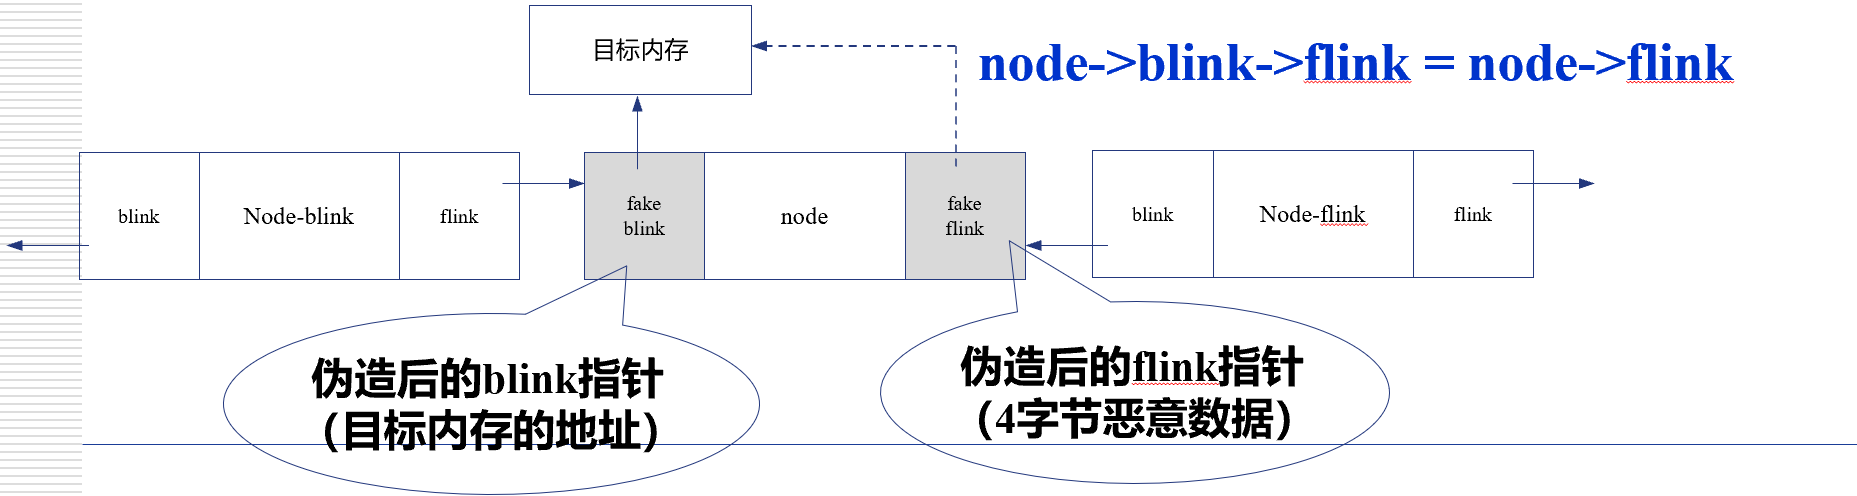 目标内存
node->blink->flink = node->flink
blink
Node-blink
flink
fake
blink
node
fake
flink
blink
Node-flink
flink
伪造后的blink指针
（目标内存的地址）
伪造后的flink指针
（4字节恶意数据）